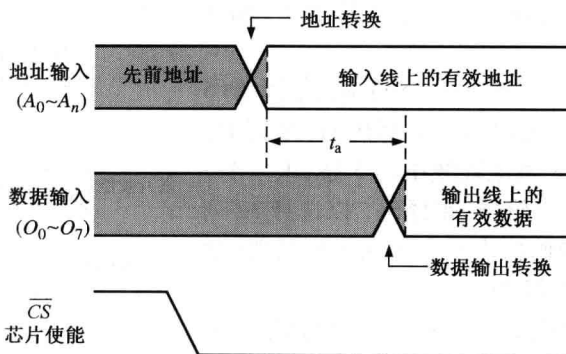 地址转换
地址输入
(A₀~Aₙ)
先前地址
输入线上的有效地址
tₐ
数据输入
(O₀~O₇)
输出线上的
有效数据
数据输出转换
C̅S̅
芯片使能